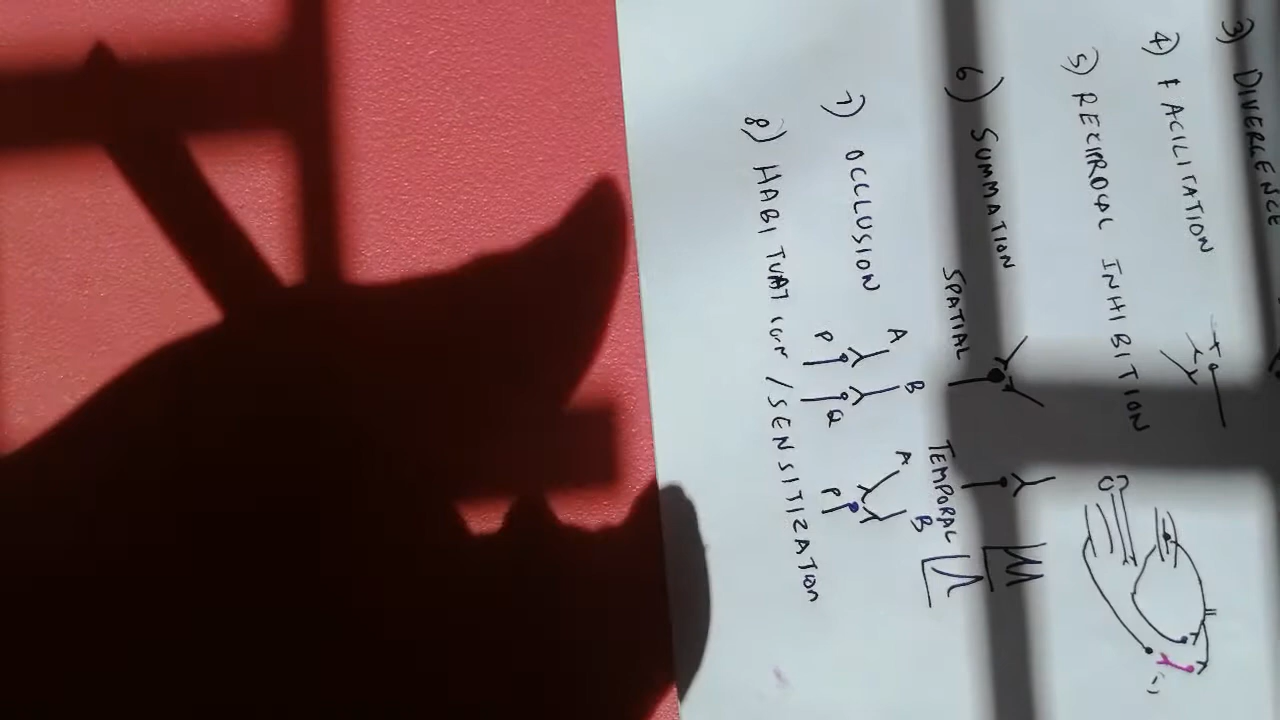 3) DIVERGENCE
4) FACILITATION
5) RECIPROCAL INHIBITION
(-)
6) SUMMATION SPATIAL TEMPORAL
7) OCCLUSION
A B A B
P Q P
8) HABITUATION / SENSITIZATION